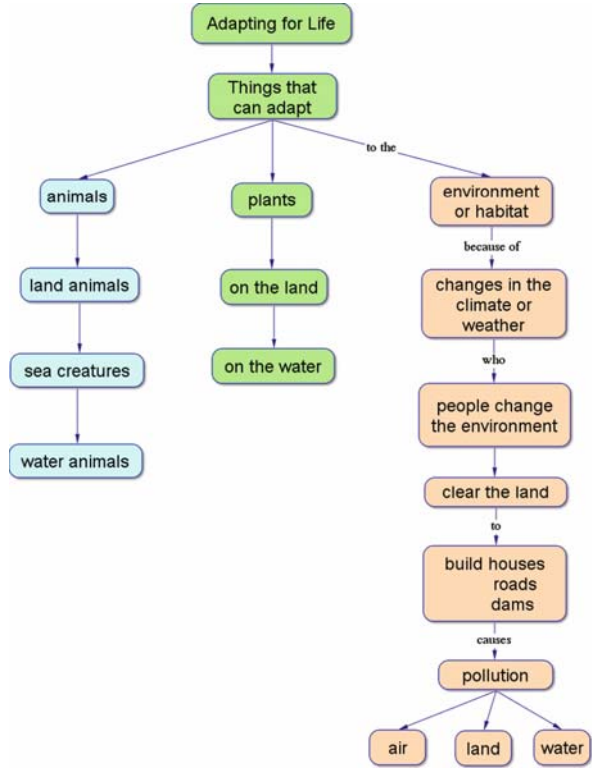 Adapting for Life
Things that
can adapt
to the
animals
plants
environment
or habitat
because of
land animals
on the land
changes in the
climate or
weather
sea creatures
on the water
who
people change
the environment
water animals
clear the land
to
build houses
roads
dams
causes
pollution
air
land
water